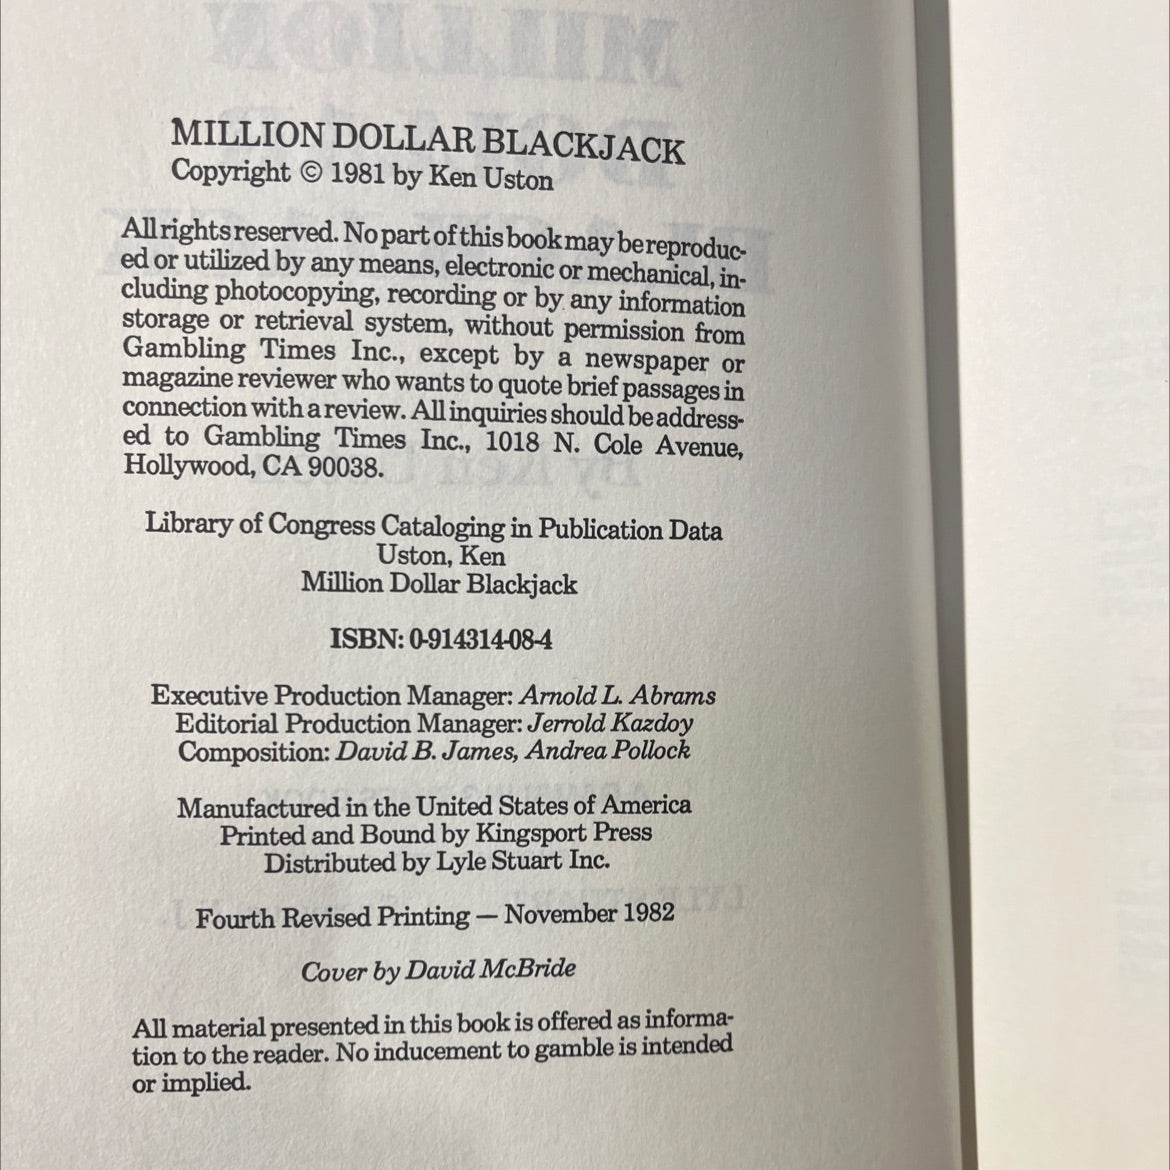 MILLION DOLLAR BLACKJACK
Copyright © 1981 by Ken Uston
All rights reserved. No part of this book may be reproduc-
ed or utilized by any means, electronic or mechanical, in-
cluding photocopying, recording or by any information
storage or retrieval system, without permission from
Gambling Times Inc., except by a newspaper or
magazine reviewer who wants to quote brief passages in
connection with a review. All inquiries should be address-
ed to Gambling Times Inc., 1018 N. Cole Avenue,
Hollywood, CA 90038.
Library of Congress Cataloging in Publication Data
Uston, Ken
Million Dollar Blackjack
ISBN: 0-914314-08-4
Executive Production Manager: Arnold L. Abrams
Editorial Production Manager: Jerrold Kazdoy
Composition: David B. James, Andrea Pollock
Manufactured in the United States of America
Printed and Bound by Kingsport Press
Distributed by Lyle Stuart Inc.
Fourth Revised Printing — November 1982
Cover by David McBride
All material presented in this book is offered as informa-
tion to the reader. No inducement to gamble is intended
or implied.